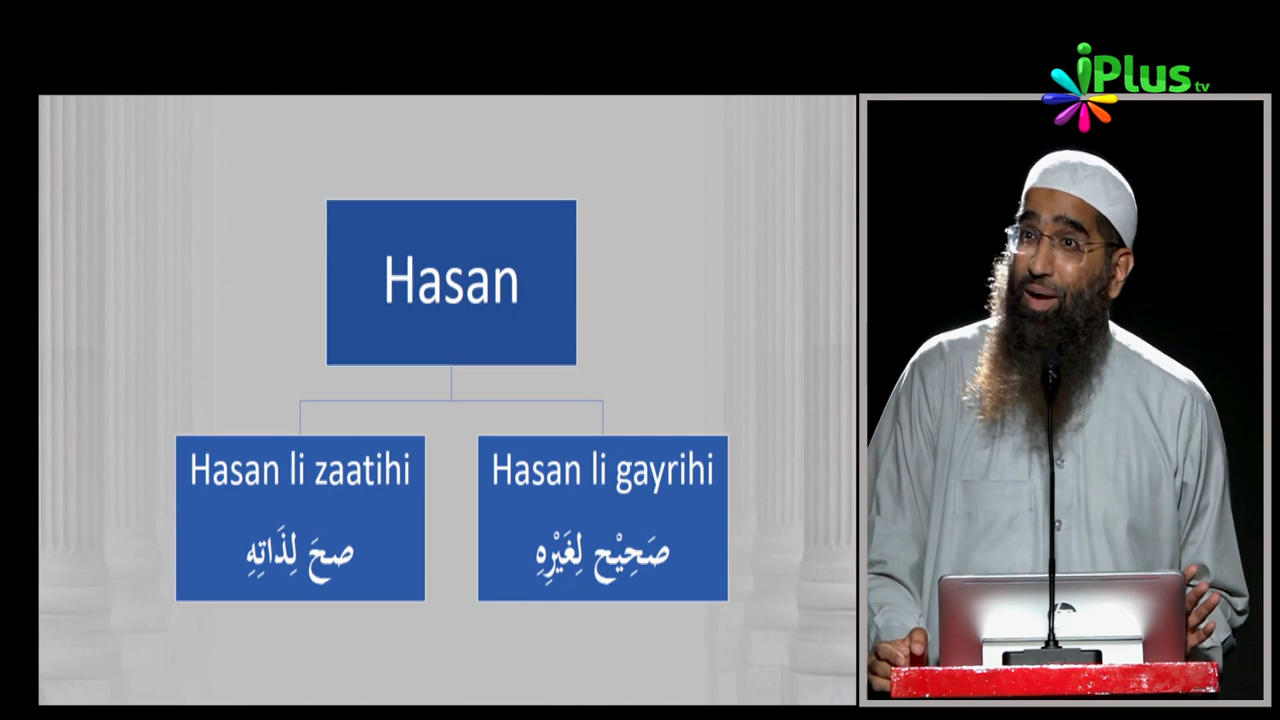 iPlus tv
Hasan
Hasan li zaatihi
صحَ لِذَاتِهِ
Hasan li gayrihi
صَحِيْح لِغَيْرِهِ